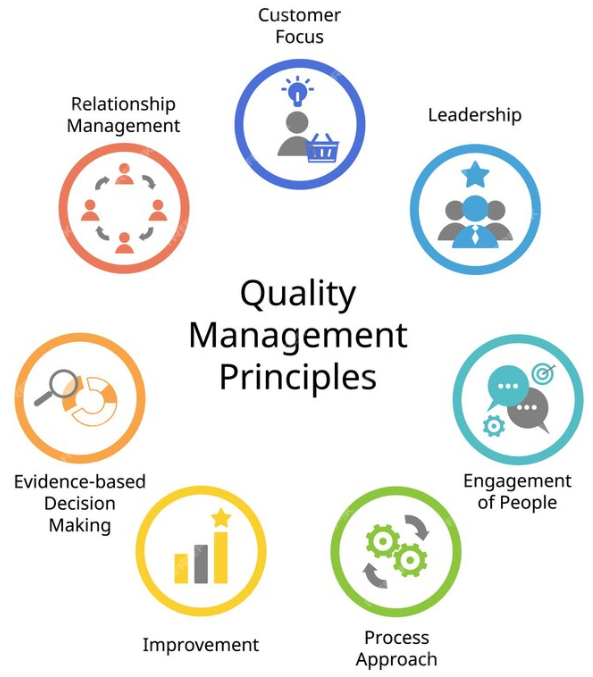 Customer
Focus
Relationship
Management
Leadership
Quality
Management
Principles
Evidence-based
Decision
Making
Engagement
of People
Improvement
Process
Approach